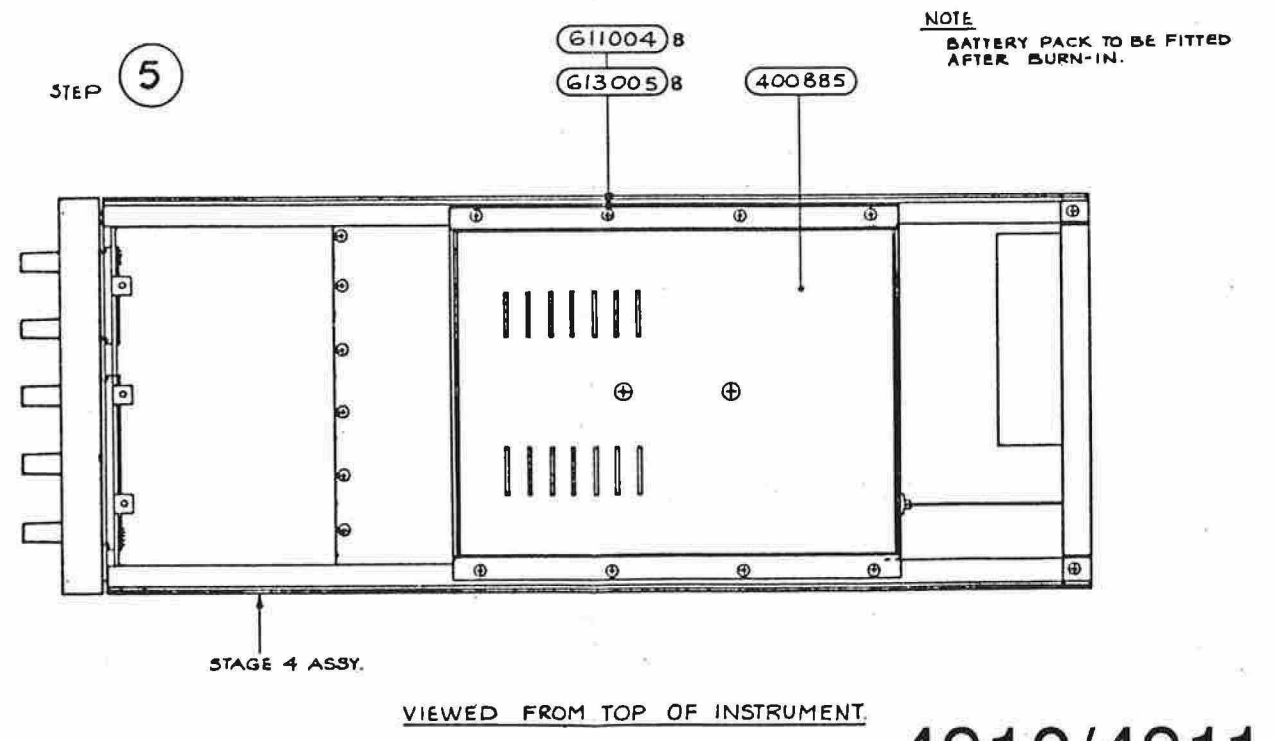 STEP 5
611004 8
613005 8
400885
NOTE
BATTERY PACK TO BE FITTED
AFTER BURN-IN.
STAGE 4 ASSY.
VIEWED FROM TOP OF INSTRUMENT.